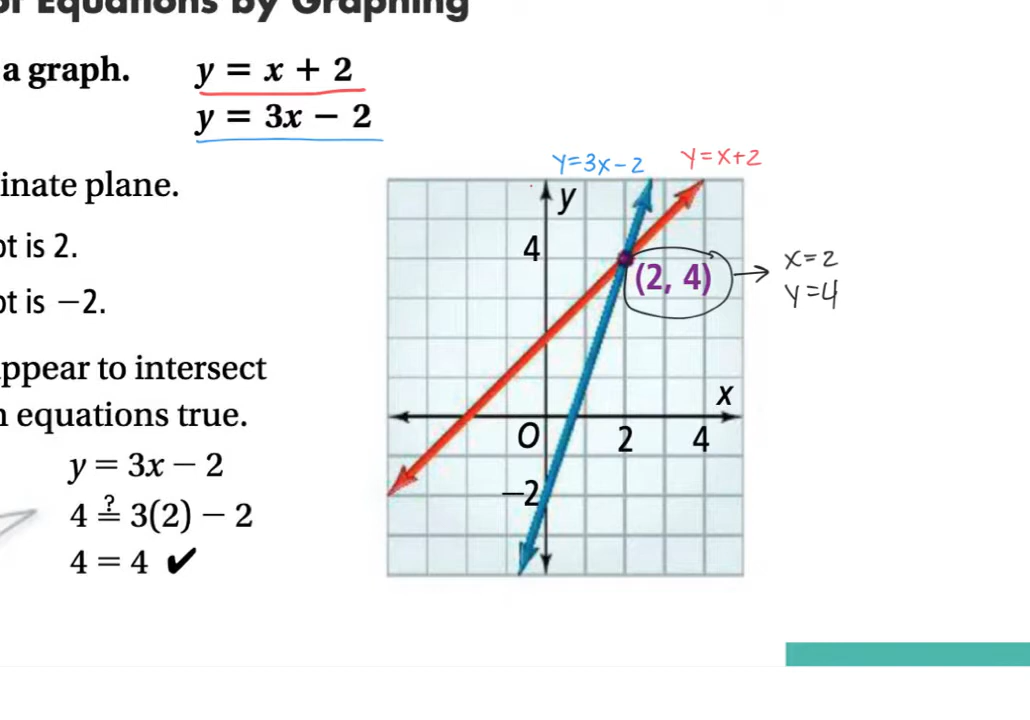 or Equations by Graphing
a graph. y = x + 2
y = 3x − 2
y=3x-2 y=x+2
inate plane.
y
ot is 2.
4
(2, 4) x=2
y=4
ot is −2.
ppear to intersect
x
n equations true.
O 2 4
y = 3x − 2
−2
4 ≟ 3(2) − 2
4 = 4 ✔